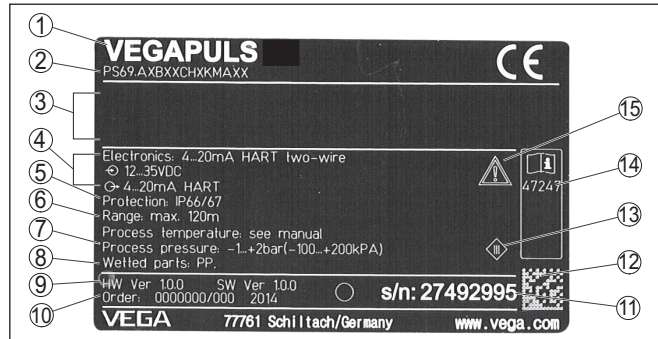 1
VEGAPULS
CE
2
PS69.AXBXXCHXKMAXX
3
4
Electronics: 4...20mA HART two-wire
12...35VDC
4...20mA HART
15
i
14
47247
5
Protection: IP66/67
6
Range: max. 120m
Process temperature: see manual
7
Process pressure: -1...+2bar(-100...+200kPA)
13
8
Wetted parts: PP,
12
9
HW Ver 1.0.0 SW Ver 1.0.0
10
Order: 0000000/000 2014
s/n: 27492995
11
VEGA 77761 Schiltach/Germany www.vega.com